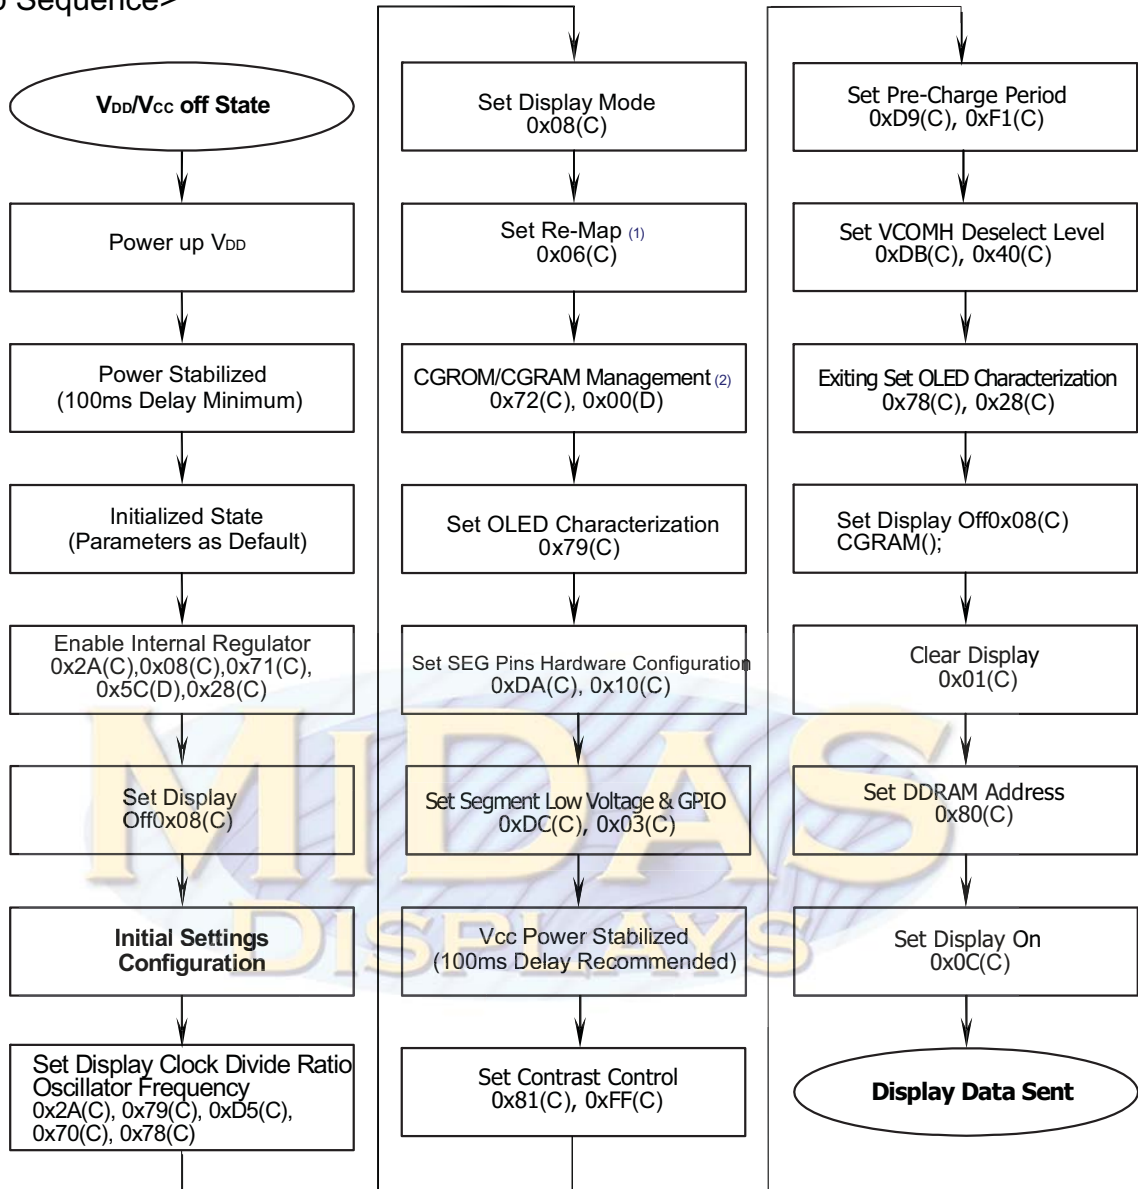 Sequence>
VDD/VCC off State
Power up VDD
Power Stabilized
(100ms Delay Minimum)
Initialized State
(Parameters as Default)
Enable Internal Regulator
0x2A(C),0x08(C),0x71(C),
0x5C(D),0x28(C)
Set Display
Off0x08(C)
Initial Settings
Configuration
Set Display Clock Divide Ratio
Oscillator Frequency
0x2A(C), 0x79(C), 0xD5(C),
0x70(C), 0x78(C)
Set Display Mode
0x08(C)
Set Re-Map (1)
0x06(C)
CGROM/CGRAM Management (2)
0x72(C), 0x00(D)
Set OLED Characterization
0x79(C)
Set SEG Pins Hardware Configuration
0xDA(C), 0x10(C)
Set Segment Low Voltage & GPIO
0xDC(C), 0x03(C)
Vcc Power Stabilized
(100ms Delay Recommended)
Set Contrast Control
0x81(C), 0xFF(C)
Set Pre-Charge Period
0xD9(C), 0xF1(C)
Set VCOMH Deselect Level
0xDB(C), 0x40(C)
Exiting Set OLED Characterization
0x78(C), 0x28(C)
Set Display Off0x08(C)
CGRAM();
Clear Display
0x01(C)
Set DDRAM Address
0x80(C)
Set Display On
0x0C(C)
Display Data Sent
MIDAS
DISPLAYS